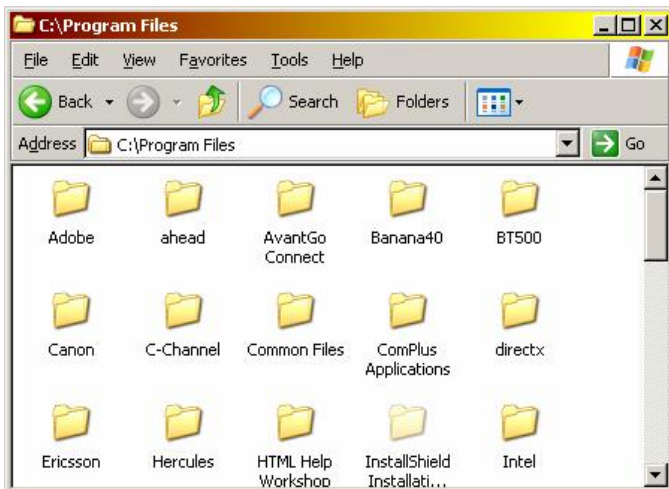 C:\Program Files
File Edit View Favorites Tools Help
Back Search Folders
Address C:\Program Files Go
Adobe ahead AvantGo Banana40 BT500
Connect
Canon C-Channel Common Files ComPlus directx
Applications
Ericsson Hercules HTML Help InstallShield Intel
Workshop Installati...